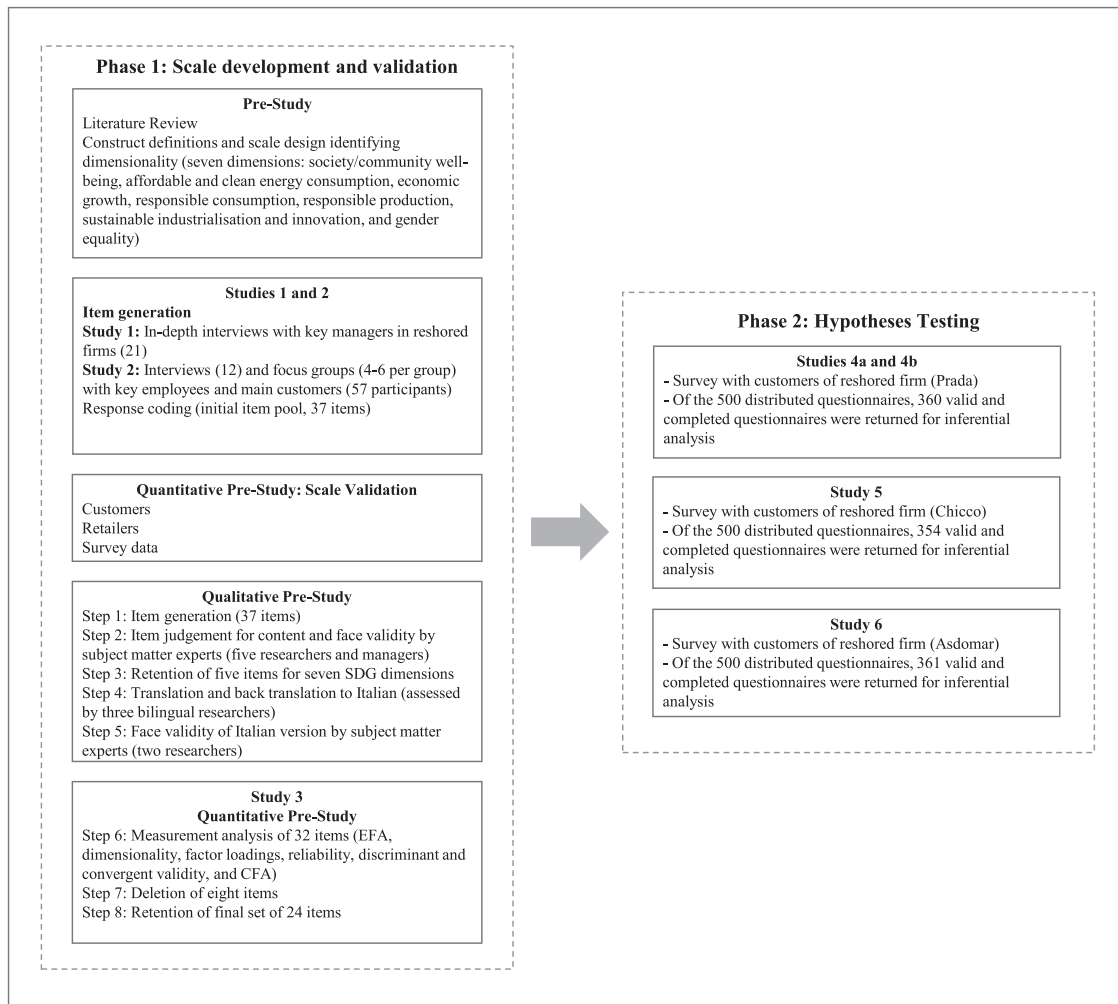 Phase 1: Scale development and validation
Pre-Study
Literature Review
Construct definitions and scale design identifying
dimensionality (seven dimensions: society/community well-
being, affordable and clean energy consumption, economic
growth, responsible consumption, responsible production,
sustainable industrialisation and innovation, and gender
equality)
Studies 1 and 2
Item generation
Study 1: In-depth interviews with key managers in reshored
firms (21)
Study 2: Interviews (12) and focus groups (4-6 per group)
with key employees and main customers (57 participants)
Response coding (initial item pool, 37 items)
Quantitative Pre-Study: Scale Validation
Customers
Retailers
Survey data
Qualitative Pre-Study
Step 1: Item generation (37 items)
Step 2: Item judgement for content and face validity by
subject matter experts (five researchers and managers)
Step 3: Retention of five items for seven SDG dimensions
Step 4: Translation and back translation to Italian (assessed
by three bilingual researchers)
Step 5: Face validity of Italian version by subject matter
experts (two researchers)
Study 3
Quantitative Pre-Study
Step 6: Measurement analysis of 32 items (EFA,
dimensionality, factor loadings, reliability, discriminant and
convergent validity, and CFA)
Step 7: Deletion of eight items
Step 8: Retention of final set of 24 items
Phase 2: Hypotheses Testing
Studies 4a and 4b
- Survey with customers of reshored firm (Prada)
- Of the 500 distributed questionnaires, 360 valid and
completed questionnaires were returned for inferential
analysis
Study 5
- Survey with customers of reshored firm (Chicco)
- Of the 500 distributed questionnaires, 354 valid and
completed questionnaires were returned for inferential
analysis
Study 6
- Survey with customers of reshored firm (Asdomar)
- Of the 500 distributed questionnaires, 361 valid and
completed questionnaires were returned for inferential
analysis